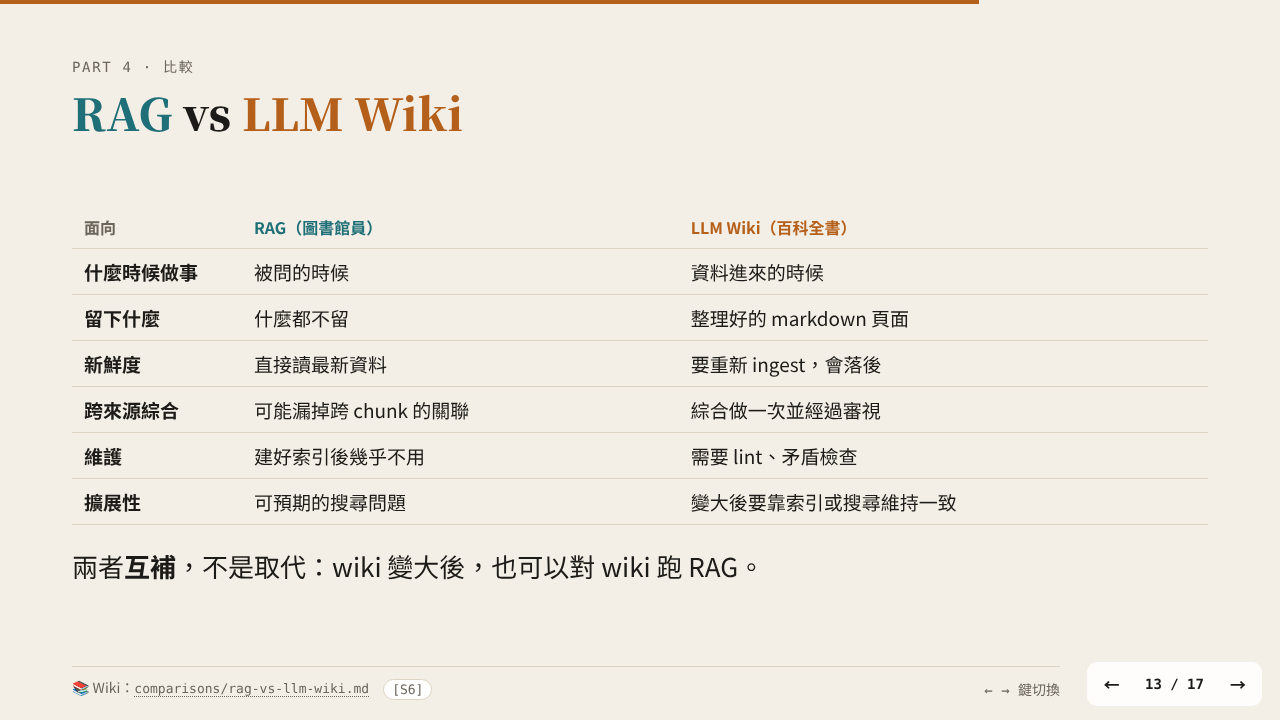 PART 4 · 比較
RAG vs LLM Wiki
面向 RAG（圖書館員） LLM Wiki（百科全書）
什麼時候做事 被問的時候 資料進來的時候
留下什麼 什麼都不留 整理好的 markdown 頁面
新鮮度 直接讀最新資料 要重新 ingest，會落後
跨來源綜合 可能漏掉跨 chunk 的關聯 綜合做一次並經過審視
維護 建好索引後幾乎不用 需要 lint、矛盾檢查
擴展性 可預期的搜尋問題 變大後要靠索引或搜尋維持一致
兩者互補，不是取代：wiki 變大後，也可以對 wiki 跑 RAG。
📚 Wiki：comparisons/rag-vs-llm-wiki.md [S6] ← → 鍵切換 ← 13 / 17 →